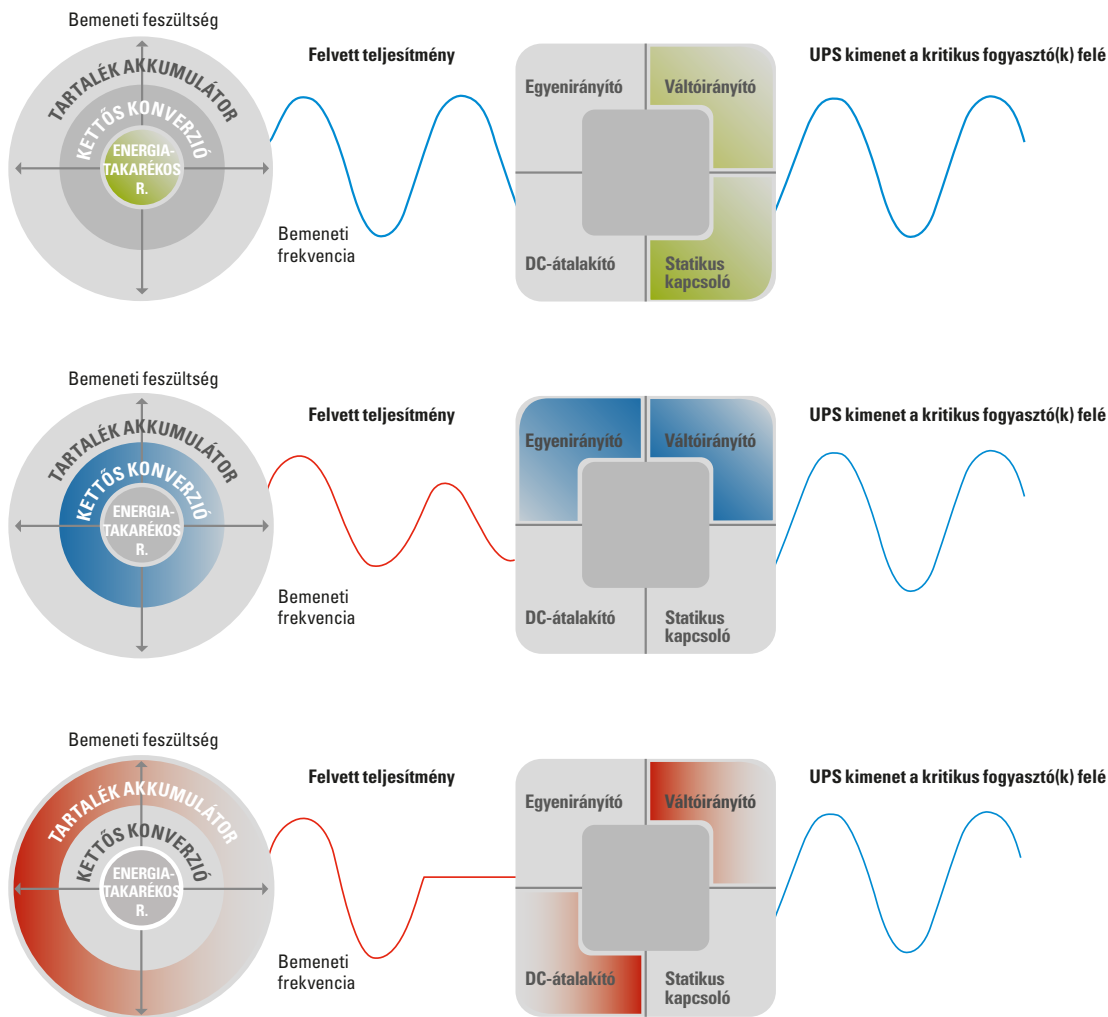 Bemeneti feszültség
Felvett teljesítmény
UPS kimenet a kritikus fogyasztó(k) felé
TARTALÉK AKKUMULÁTOR
KETTŐS KONVERZIÓ
ENERGIA-
TAKARÉKOS
R.
Egyenirányító
Váltóirányító
Bemeneti
frekvencia
DC-átalakító
Statikus
kapcsoló
Bemeneti feszültség
Felvett teljesítmény
UPS kimenet a kritikus fogyasztó(k) felé
TARTALÉK AKKUMULÁTOR
KETTŐS KONVERZIÓ
ENERGIA-
TAKARÉKOS
R.
Egyenirányító
Váltóirányító
Bemeneti
frekvencia
DC-átalakító
Statikus
kapcsoló
Bemeneti feszültség
Felvett teljesítmény
UPS kimenet a kritikus fogyasztó(k) felé
TARTALÉK AKKUMULÁTOR
KETTŐS KONVERZIÓ
ENERGIA-
TAKARÉKOS
R.
Egyenirányító
Váltóirányító
Bemeneti
frekvencia
DC-átalakító
Statikus
kapcsoló